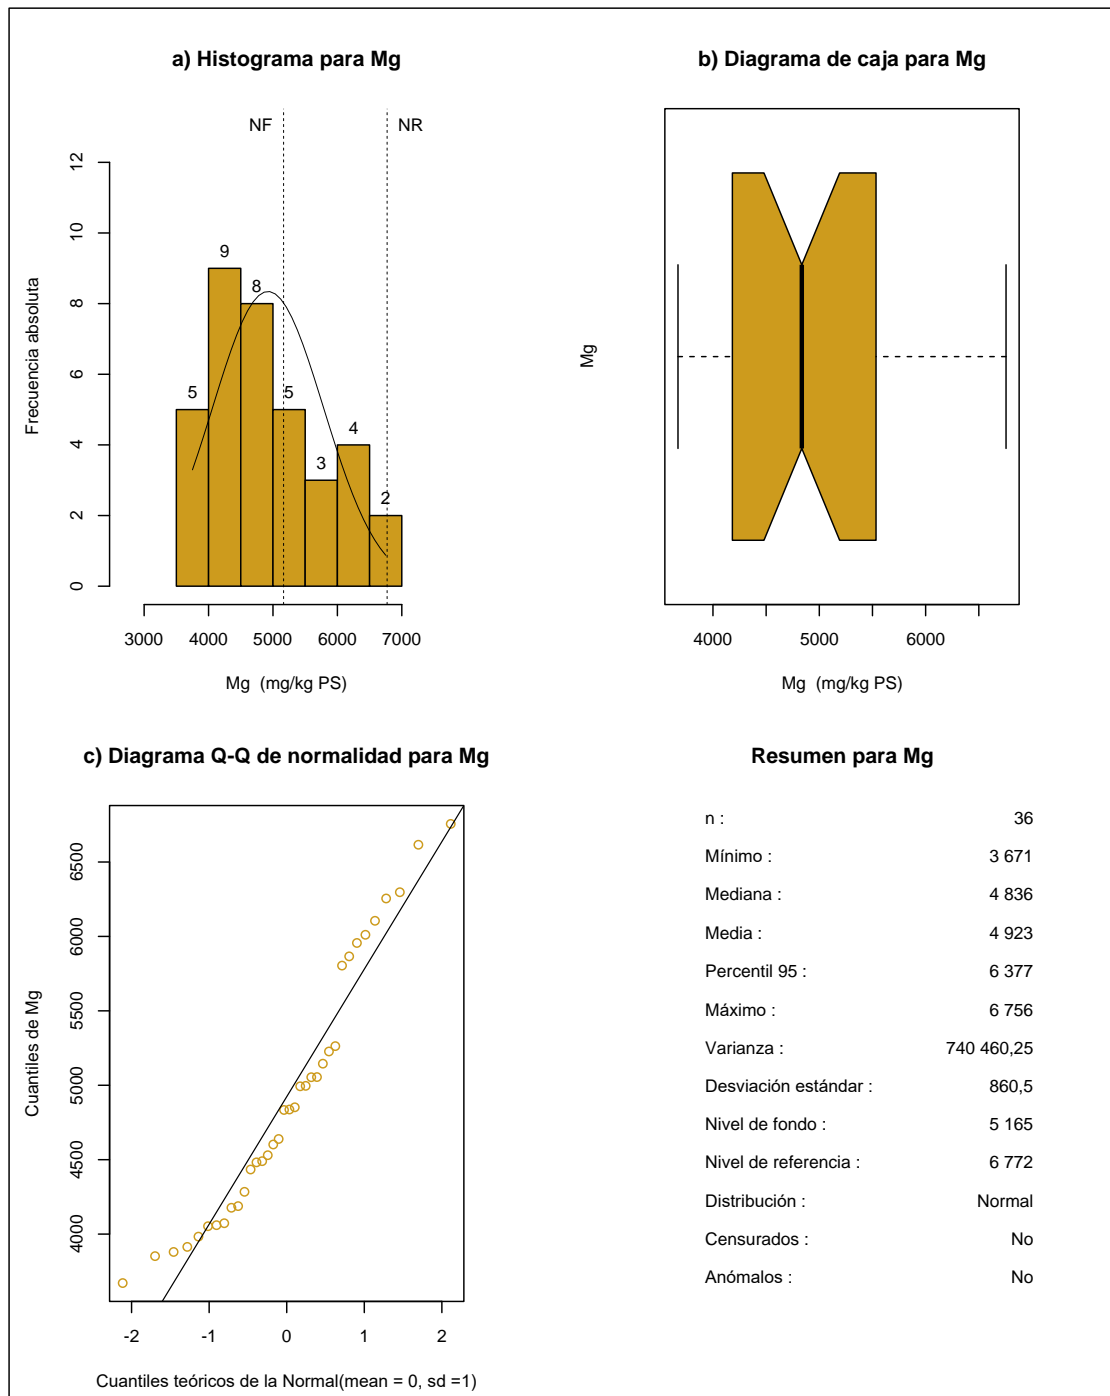 a) Histograma para Mg
NF
NR
12
10
8
6
4
2
0
Frecuencia absoluta
5
9
8
5
3
4
2
3000 4000 5000 6000 7000
Mg (mg/kg PS)
b) Diagrama de caja para Mg
Mg
4000 5000 6000
Mg (mg/kg PS)
c) Diagrama Q-Q de normalidad para Mg
Cuantiles de Mg
6500
6000
5500
5000
4500
4000
-2 -1 0 1 2
Cuantiles teóricos de la Normal(mean = 0, sd =1)
Resumen para Mg
n : 36
Mínimo : 3 671
Mediana : 4 836
Media : 4 923
Percentil 95 : 6 377
Máximo : 6 756
Varianza : 740 460,25
Desviación estándar : 860,5
Nivel de fondo : 5 165
Nivel de referencia : 6 772
Distribución : Normal
Censurados : No
Anómalos : No